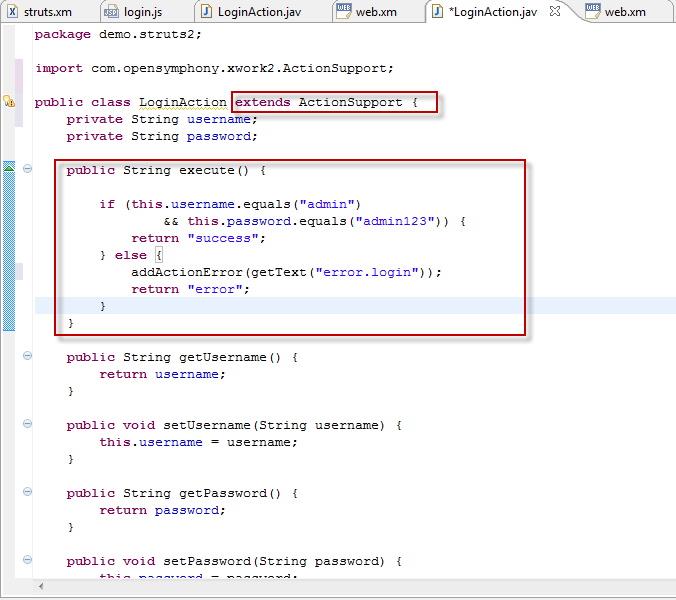 struts.xm login.js LoginAction.jav web.xm *LoginAction.jav web.xm
package demo.struts2;
import com.opensymphony.xwork2.ActionSupport;
public class LoginAction extends ActionSupport {
private String username;
private String password;
public String execute() {
if (this.username.equals("admin")
&& this.password.equals("admin123")) {
return "success";
} else {
addActionError(getText("error.login"));
return "error";
}
}
public String getUsername() {
return username;
}
public void setUsername(String username) {
this.username = username;
}
public String getPassword() {
return password;
}
public void setPassword(String password) {
this.password = password;